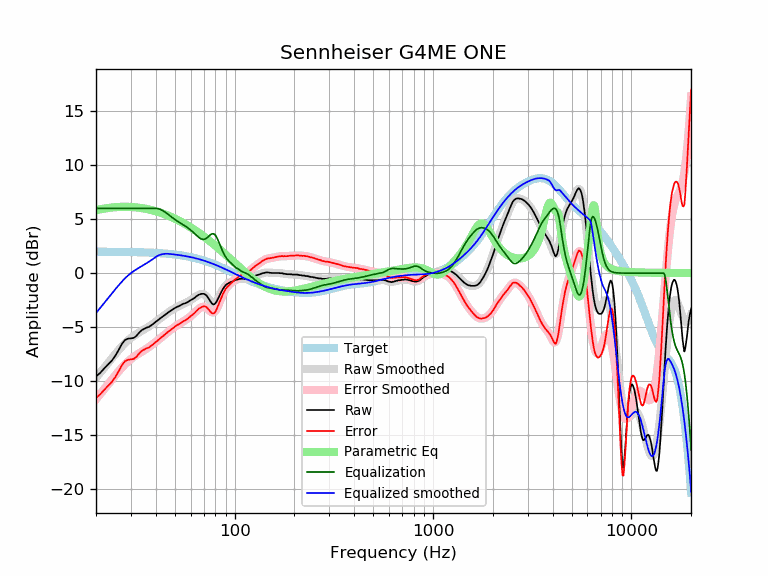 Sennheiser G4ME ONE
Amplitude (dBr)
15
10
5
0
−5
−10
−15
−20
Target
Raw Smoothed
Error Smoothed
Raw
Error
Parametric Eq
Equalization
Equalized smoothed
100 1000 10000
Frequency (Hz)